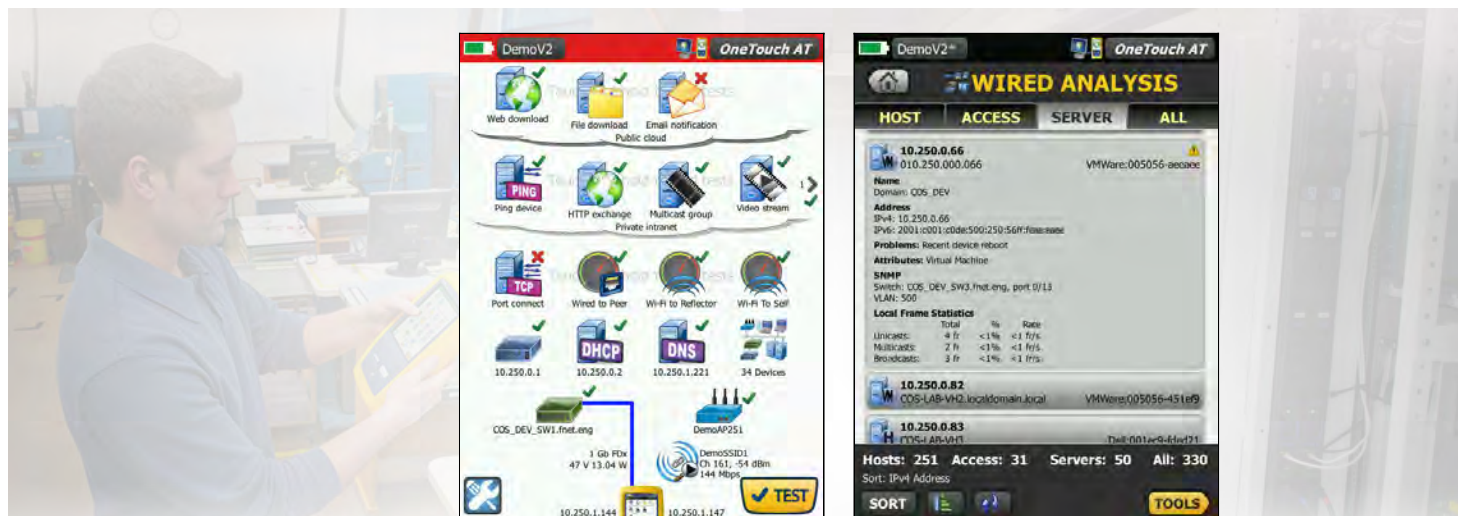 DemoV2
OneTouch AT
Web download
File download
Email notification
Public cloud
PING
Ping device
HTTP exchange
Multicast group
Video stream
1
Private intranet
TCP
Port connect
Wired to Peer
Wi-Fi to Reflector
Wi-Fi To Self
DHCP
DNS
10.250.0.1
10.250.0.2
10.250.1.221
34 Devices
COS_DEV_SW1.fnet.eng
DemoAP251
1 Gb FDx
47 V 13.04 W
DemoSSID1
Ch 161, -54 dBm
144 Mbps
TEST
10.250.1.144
10.250.1.147
DemoV2*
OneTouch AT
WIRED ANALYSIS
HOST ACCESS SERVER ALL
10.250.0.66
010.250.000.066 VMWare:005056-aecaee
Name
Domain: COS_DEV
Address
IPv4: 10.250.0.66
IPv6:
Problems: Recent device reboot
Attributes: Virtual Machine
SNMP
Switch: COS_DEV_SW3.fnet.eng, port 0/13
VLAN: 500
Local Frame Statistics
Total % Rate
Unicasts: 4 fr <1% <1 fr/s
Multicasts: 2 fr <1% <1 fr/s
Broadcasts: 3 fr <1% <1 fr/s
10.250.0.82
COS-LAB-VH2.localdomain.local VMWare:005056-451ef9
10.250.0.83
COS-LAB-VH3
Hosts: 251 Access: 31 Servers: 50 All: 330
Sort: IPv4 Address
SORT
TOOLS